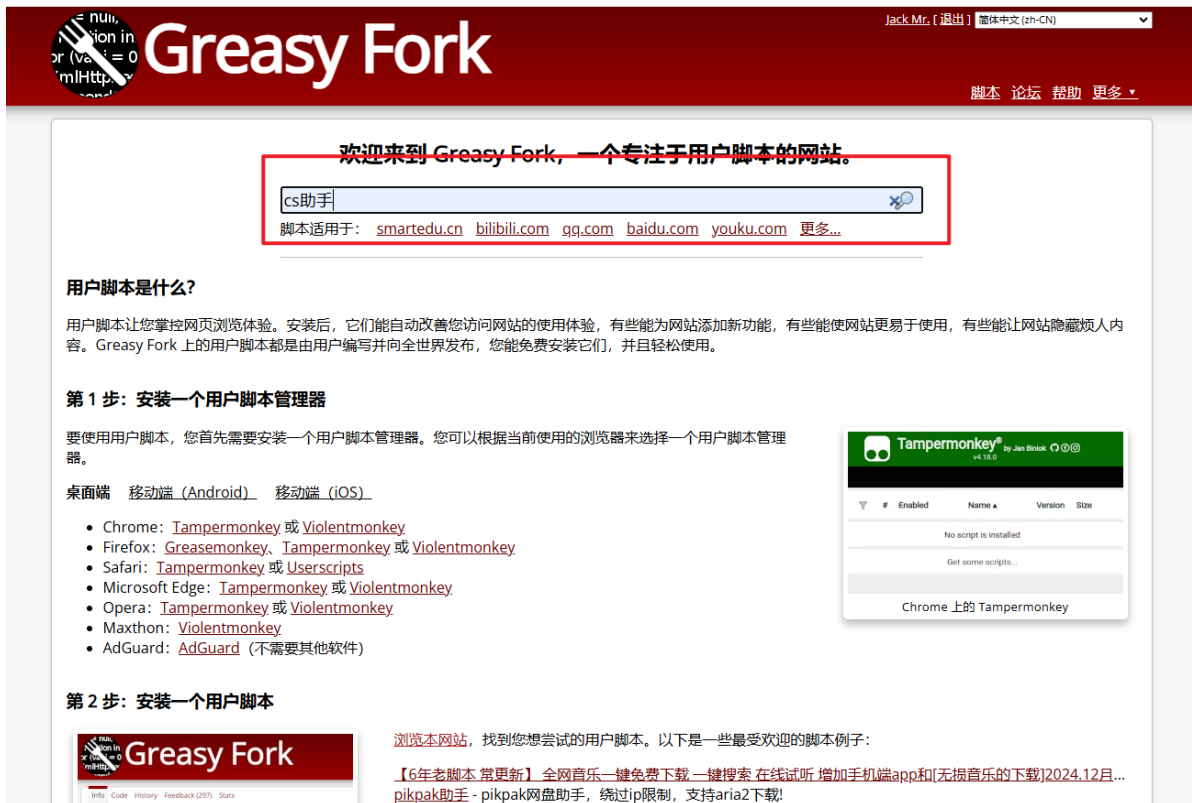 = null,
ction in
or (va i = 0
mlHttp
Greasy Fork
Jack Mr. [ 退出 ] 简体中文 (zh-CN)
脚本 论坛 帮助 更多
欢迎来到 Greasy Fork，一个专注于用户脚本的网站。
cs助手
脚本适用于： smartedu.cn bilibili.com qq.com baidu.com youku.com 更多...
用户脚本是什么?
用户脚本让您掌控网页浏览体验。安装后，它们能自动改善您访问网站的使用体验，有些能为网站添加新功能，有些能使网站更易于使用，有些能让网站隐藏烦人内
容。Greasy Fork 上的用户脚本都是由用户编写并向全世界发布，您能免费安装它们，并且轻松使用。
第 1 步：安装一个用户脚本管理器
要使用用户脚本，您首先需要安装一个用户脚本管理器。您可以根据当前使用的浏览器来选择一个用户脚本管理
器。
桌面端 移动端（Android） 移动端（iOS）
Chrome： Tampermonkey 或 Violentmonkey
Firefox： Greasemonkey、Tampermonkey 或 Violentmonkey
Safari： Tampermonkey 或 Userscripts
Microsoft Edge： Tampermonkey 或 Violentmonkey
Opera： Tampermonkey 或 Violentmonkey
Maxthon： Violentmonkey
AdGuard： AdGuard（不需要其他软件）
Tampermonkey® by Jan Biniok
v4.18.0
# Enabled Name Version Size
No script is installed
Get some scripts...
Chrome 上的 Tampermonkey
第 2 步：安装一个用户脚本
Greasy Fork
Info Code History Feedback (297) Stats
浏览本网站，找到您想尝试的用户脚本。以下是一些最受欢迎的脚本例子：
【6年老脚本 常更新】 全网音乐一键免费下载 一键搜索 在线试听 增加手机端app和[无损音乐的下载]2024.12月...
pikpak助手 - pikpak网盘助手，绕过ip限制，支持aria2下载!